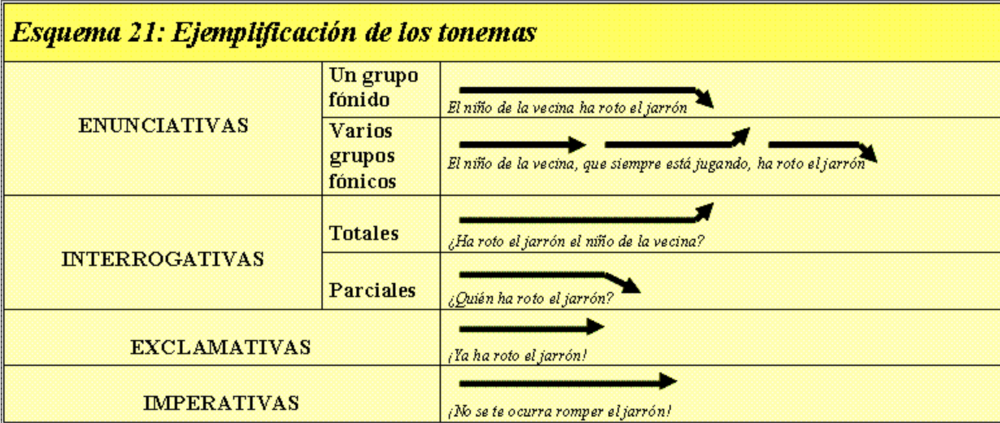 Esquema 21: Ejemplificación de los tonemas
ENUNCIATIVAS
Un grupo
fónido
El niño de la vecina ha roto el jarrón
Varios
grupos
fónicos
El niño de la vecina, que siempre está jugando, ha roto el jarrón
INTERROGATIVAS
Totales
¿Ha roto el jarrón el niño de la vecina?
Parciales
¿Quién ha roto el jarrón?
EXCLAMATIVAS
¡Ya ha roto el jarrón!
IMPERATIVAS
¡No se te ocurra romper el jarrón!